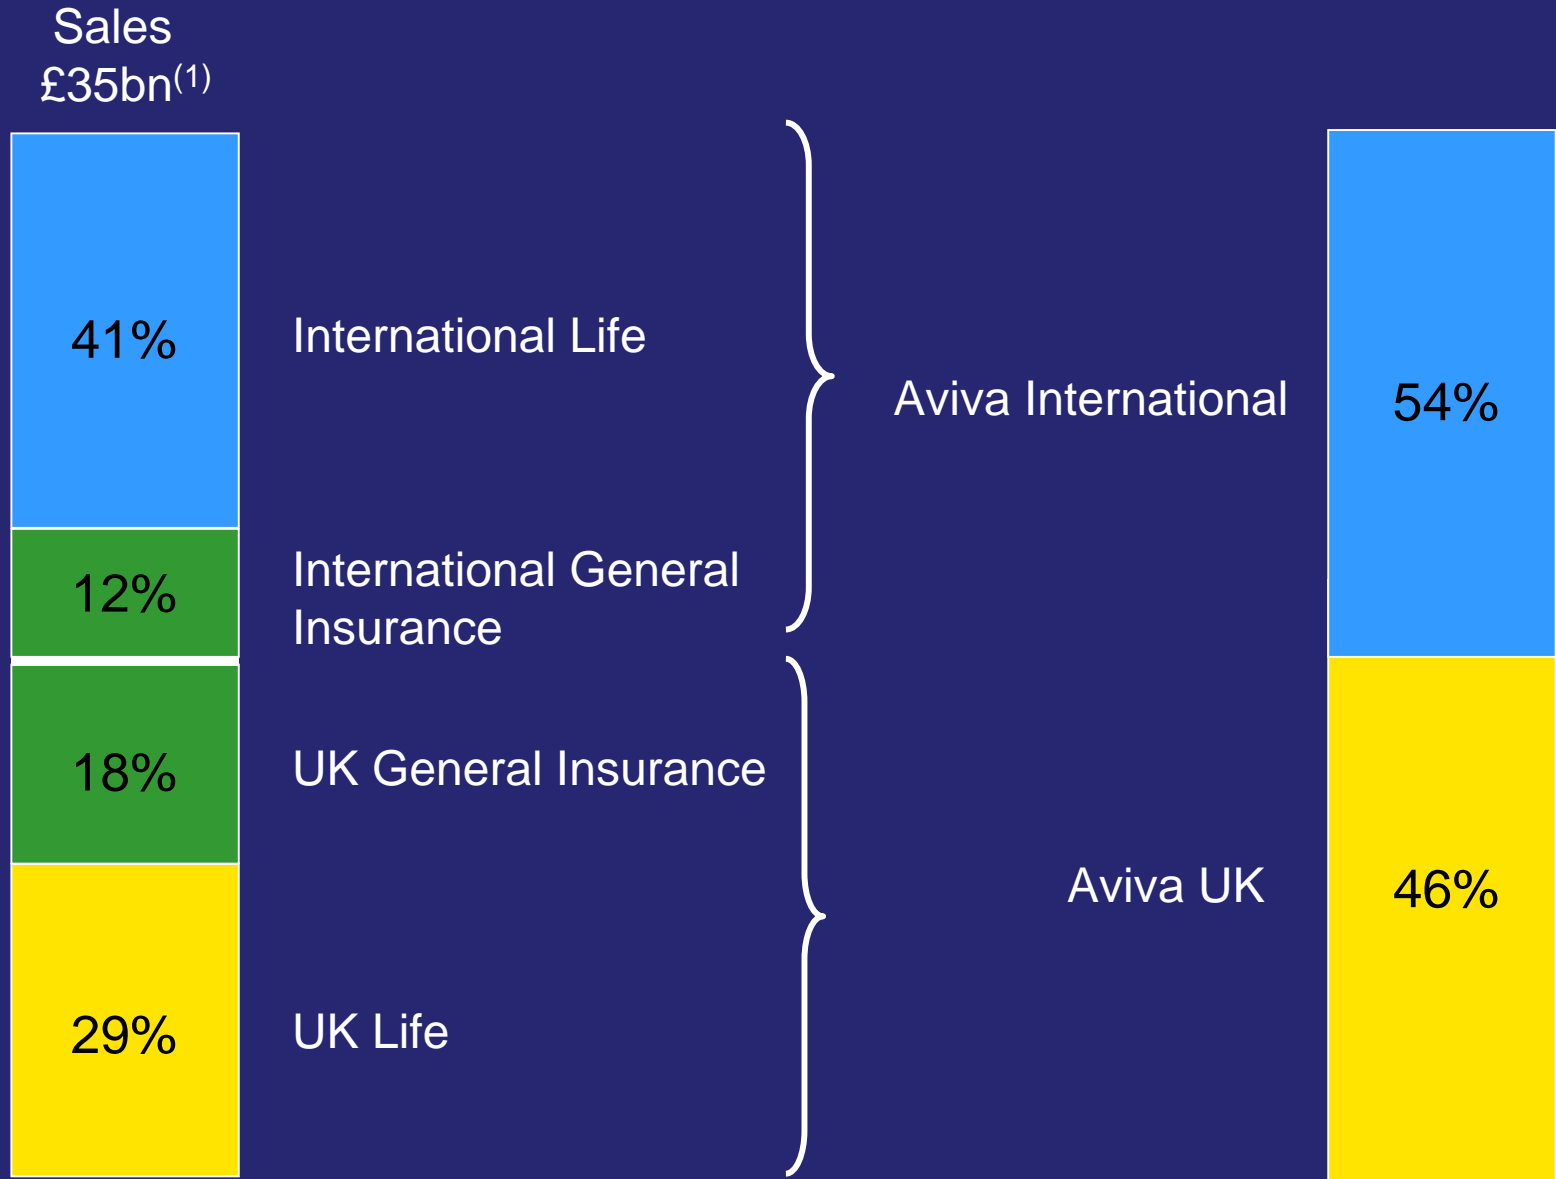 Sales
£35bn(1)
41%
International Life
12%
International General
Insurance
18%
UK General Insurance
29%
UK Life
Aviva International
54%
Aviva UK
46%